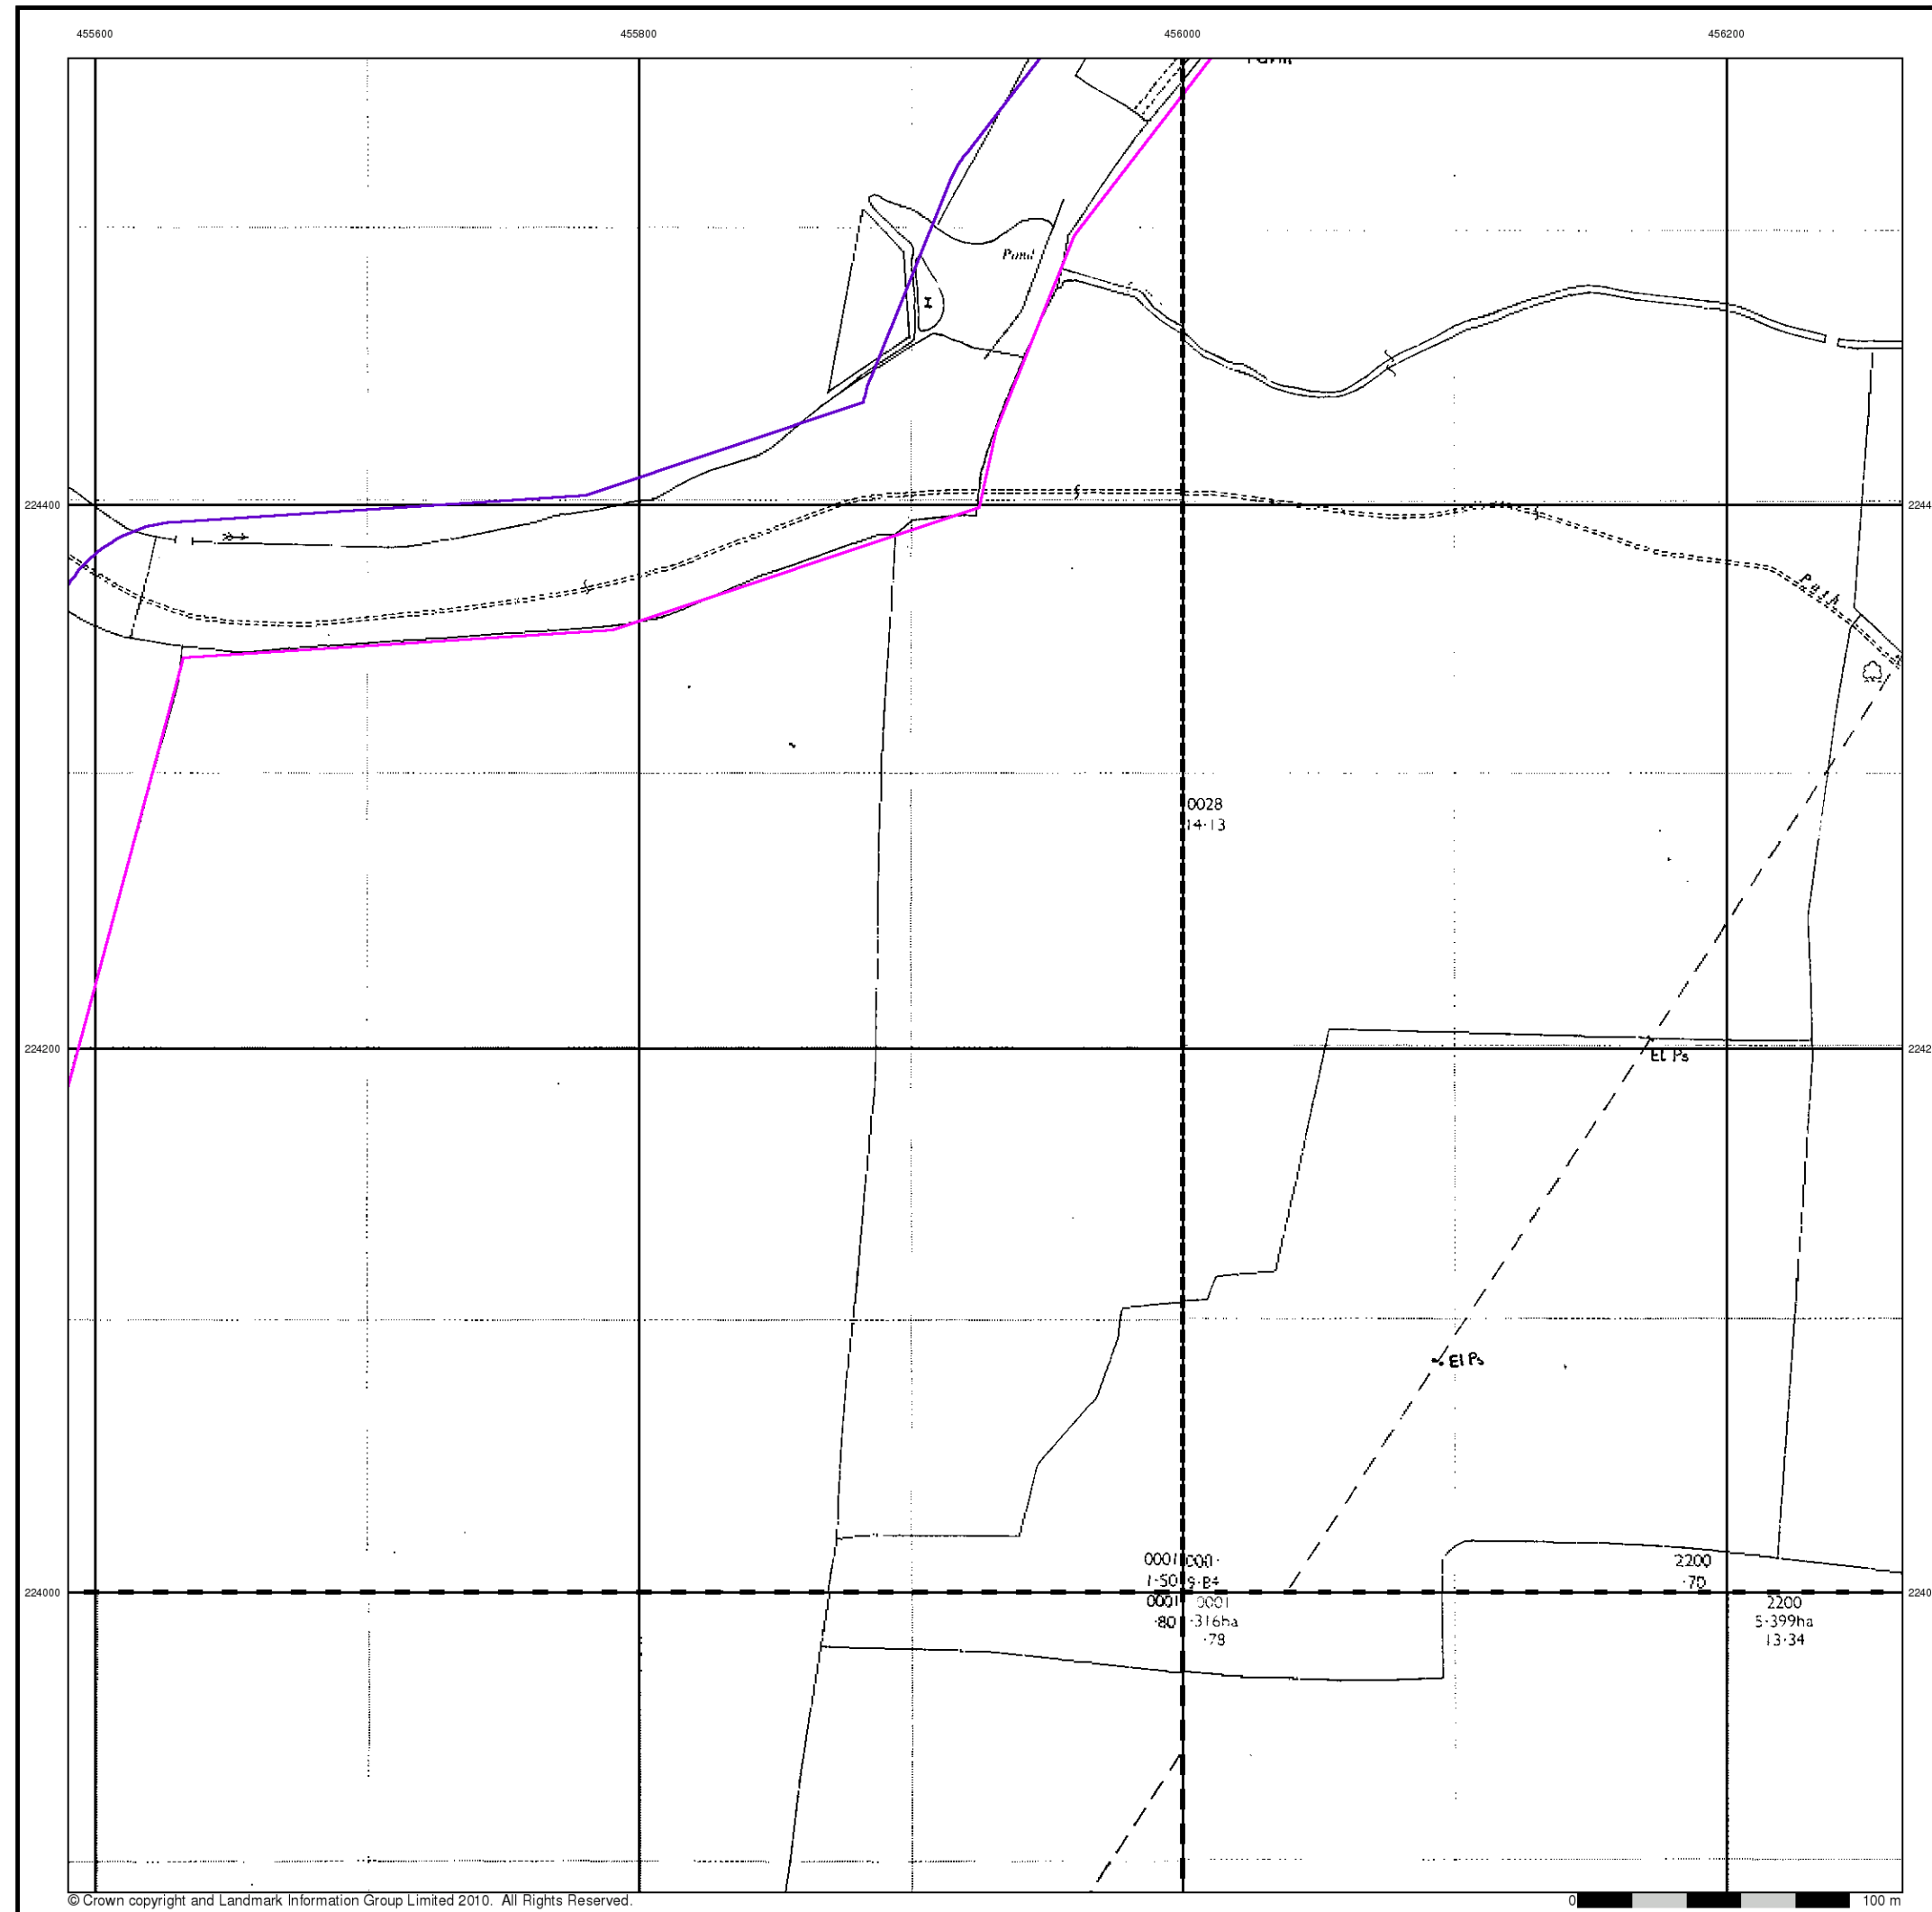 455600 455800 456000 456200
Pond
224400
Path
0028
14·13
224200
El Ps
El Ps
2200
·70
0001 0001
·80 ·316ha
·78
2200
5·399ha
13·34
224000
© Crown copyright and Landmark Information Group Limited 2010. All Rights Reserved.
0 100 m